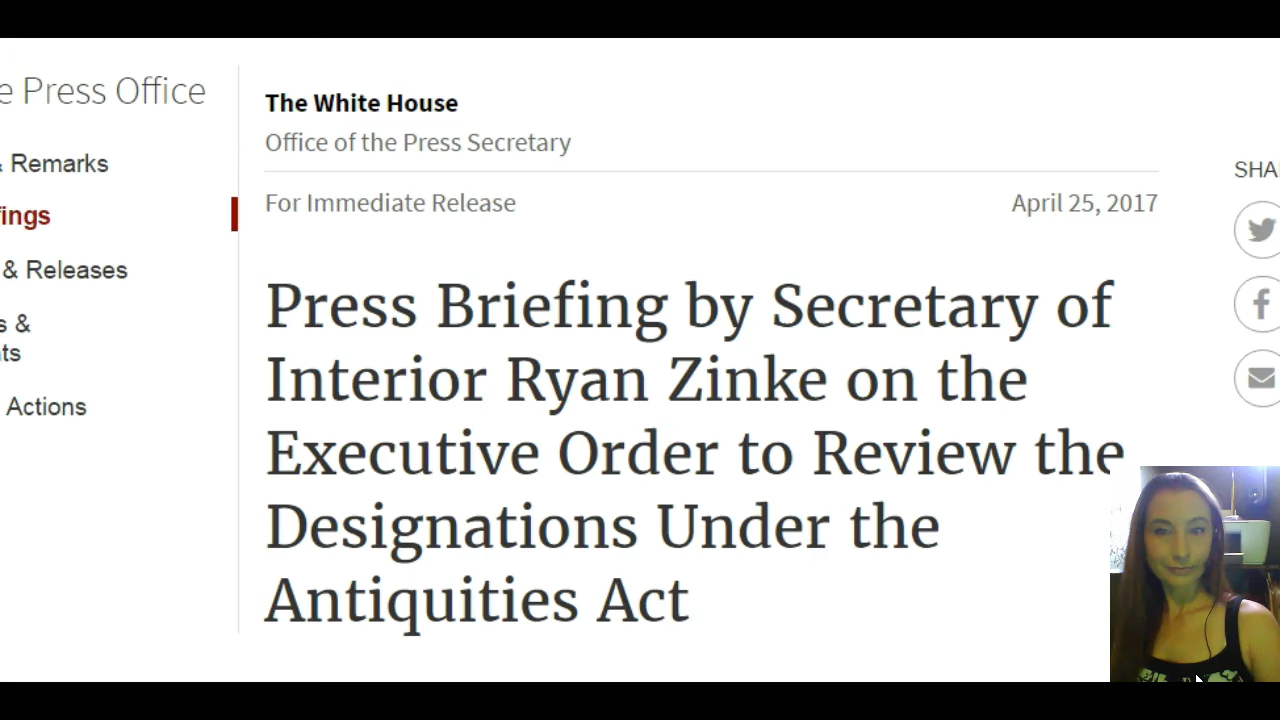 e Press Office
& Remarks
fings
& Releases
s &
nts
Actions
The White House
Office of the Press Secretary
For Immediate Release
April 25, 2017
Press Briefing by Secretary of
Interior Ryan Zinke on the
Executive Order to Review the
Designations Under the
Antiquities Act
SHA